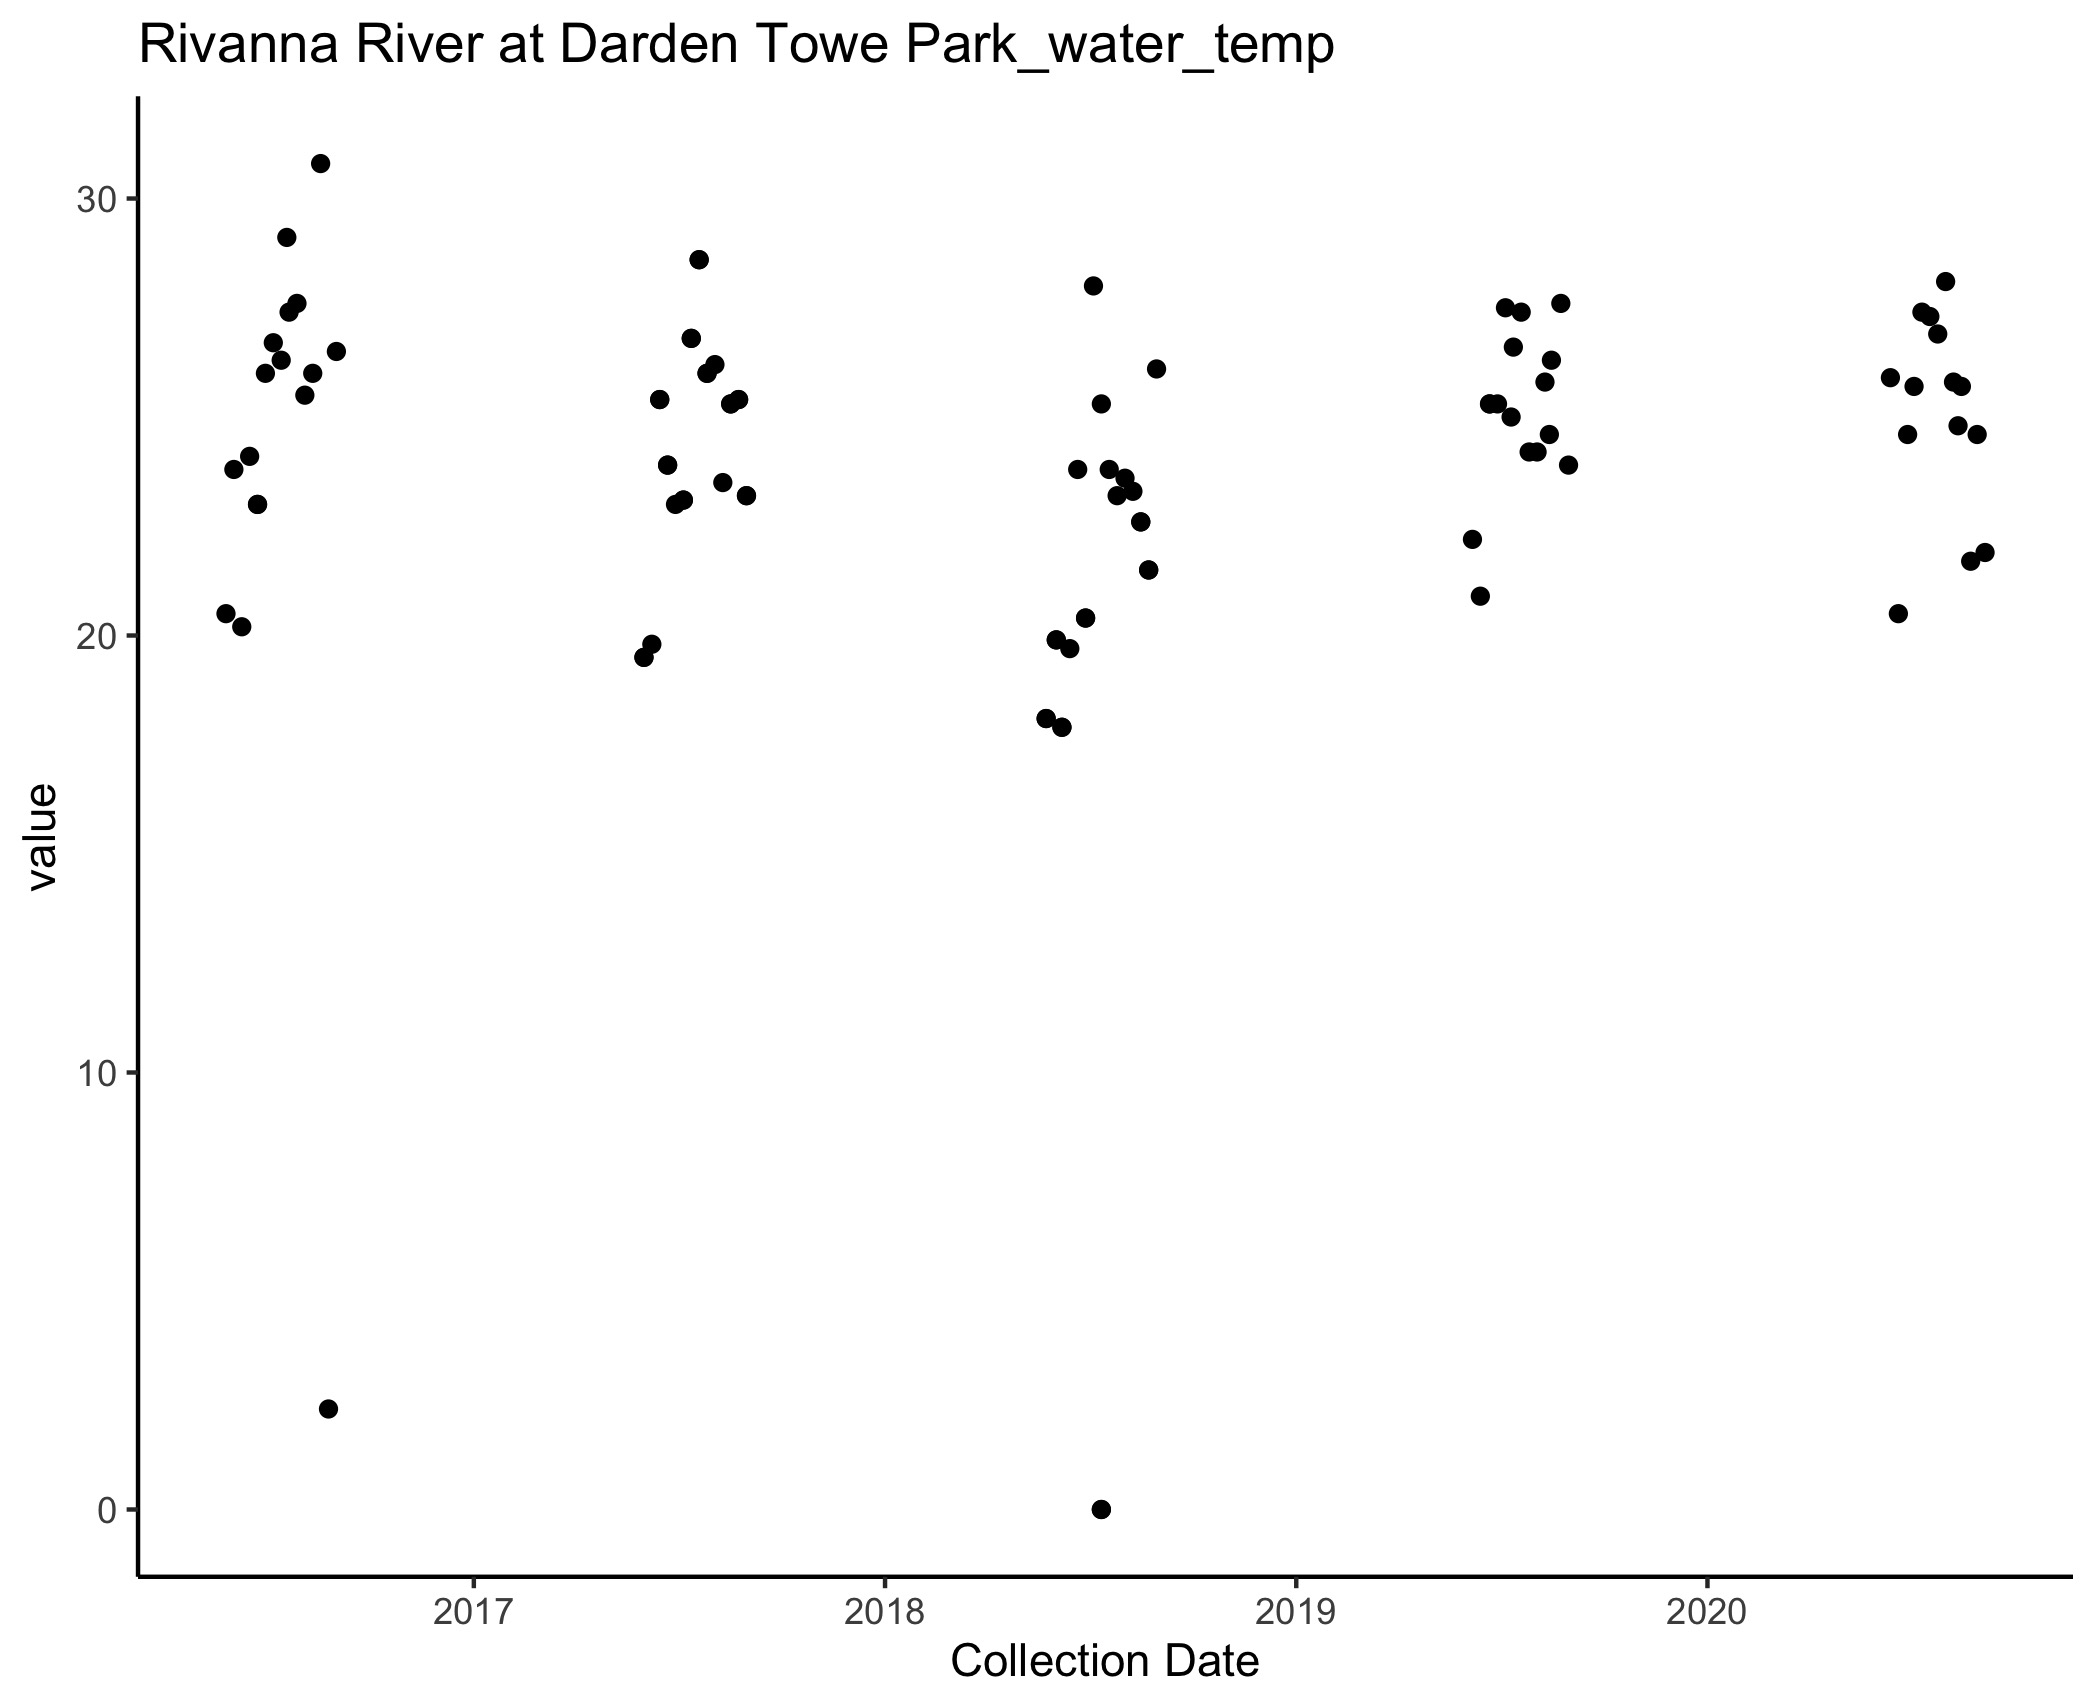 Rivanna River at Darden Towe Park_water_temp
30
20
10
0
value
2017 2018 2019 2020
Collection Date